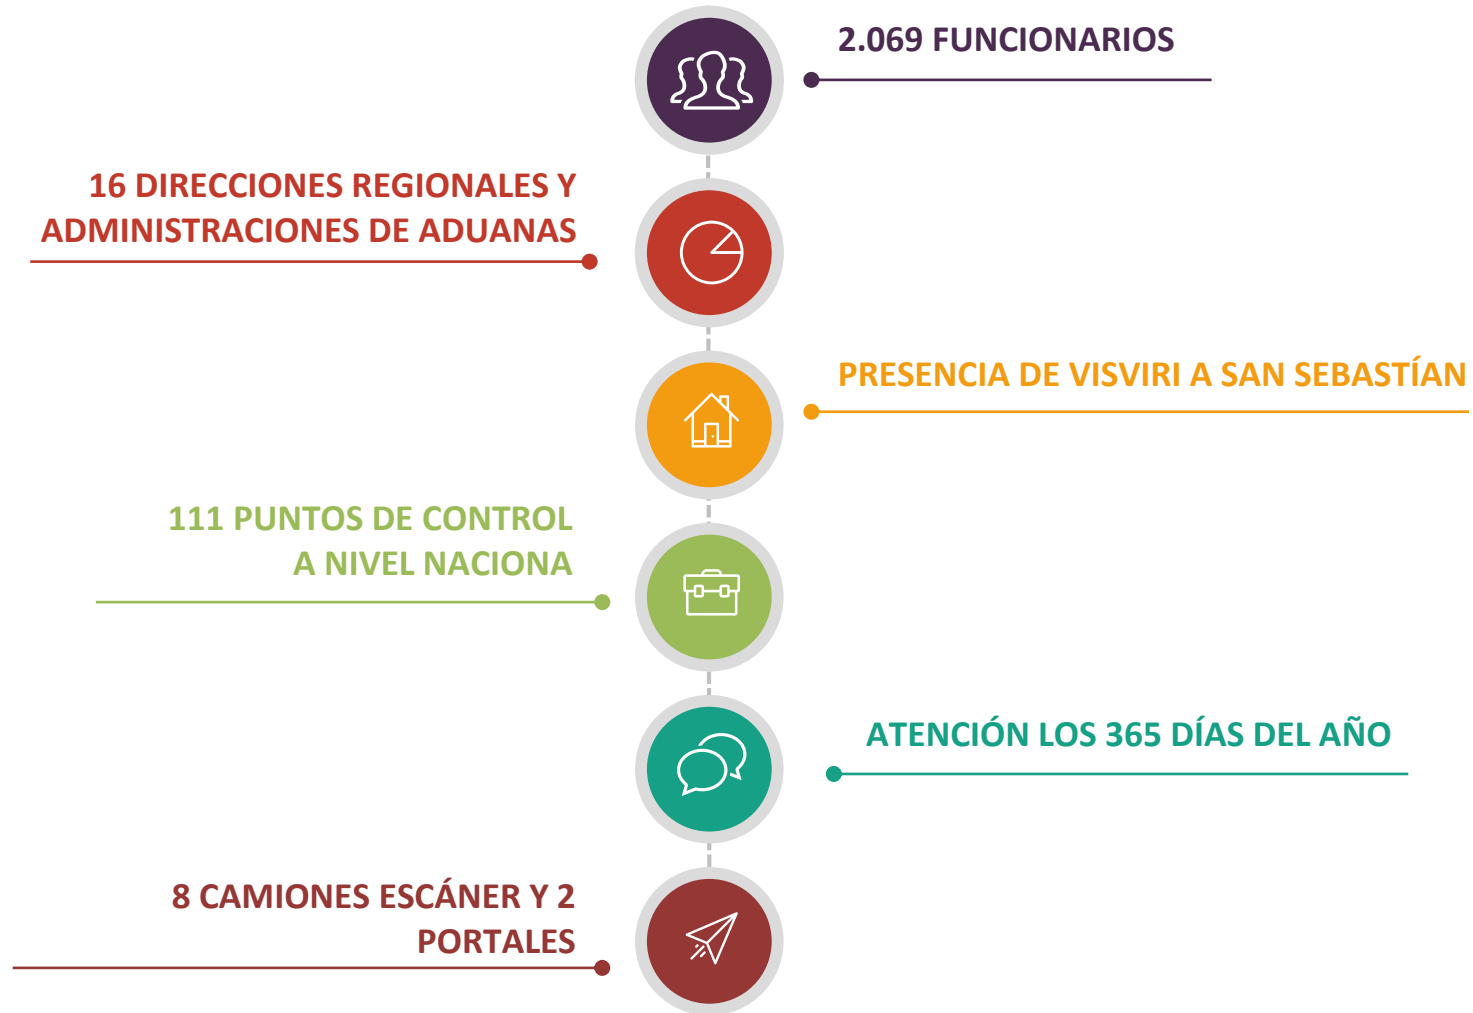 2.069 FUNCIONARIOS
16 DIRECCIONES REGIONALES Y
ADMINISTRACIONES DE ADUANAS
PRESENCIA DE VISVIRI A SAN SEBASTÍAN
111 PUNTOS DE CONTROL
A NIVEL NACIONA
ATENCIÓN LOS 365 DÍAS DEL AÑO
8 CAMIONES ESCÁNER Y 2
PORTALES